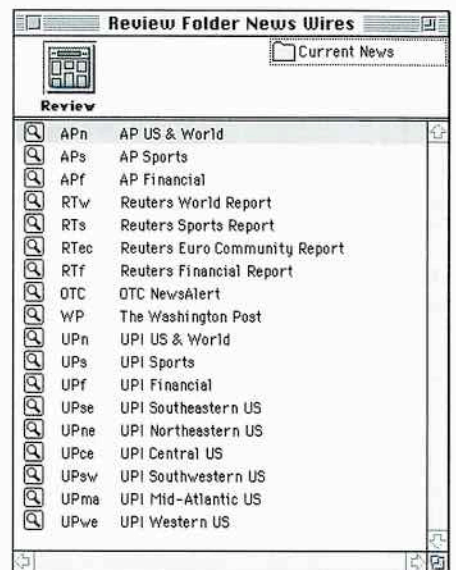 Review Folder News Wires
Current News
Review
APn AP US & World
APs AP Sports
APf AP Financial
RTw Reuters World Report
RTs Reuters Sports Report
RTec Reuters Euro Community Report
RTf Reuters Financial Report
OTC OTC NewsAlert
WP The Washington Post
UPn UPI US & World
UPs UPI Sports
UPf UPI Financial
UPse UPI Southeastern US
UPne UPI Northeastern US
UPce UPI Central US
UPsw UPI Southwestern US
UPma UPI Mid-Atlantic US
UPwe UPI Western US